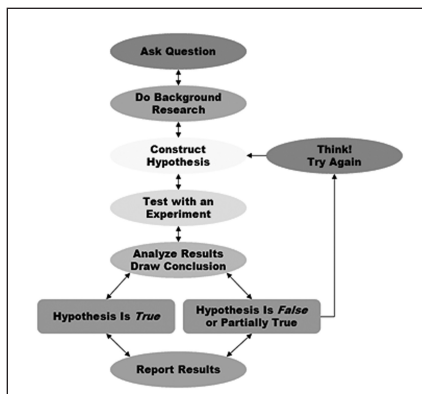 Ask Question
Do Background
Research
Construct
Hypothesis
Think!
Try Again
Test with an
Experiment
Analyze Results
Draw Conclusion
Hypothesis Is True
Hypothesis Is False
or Partially True
Report Results